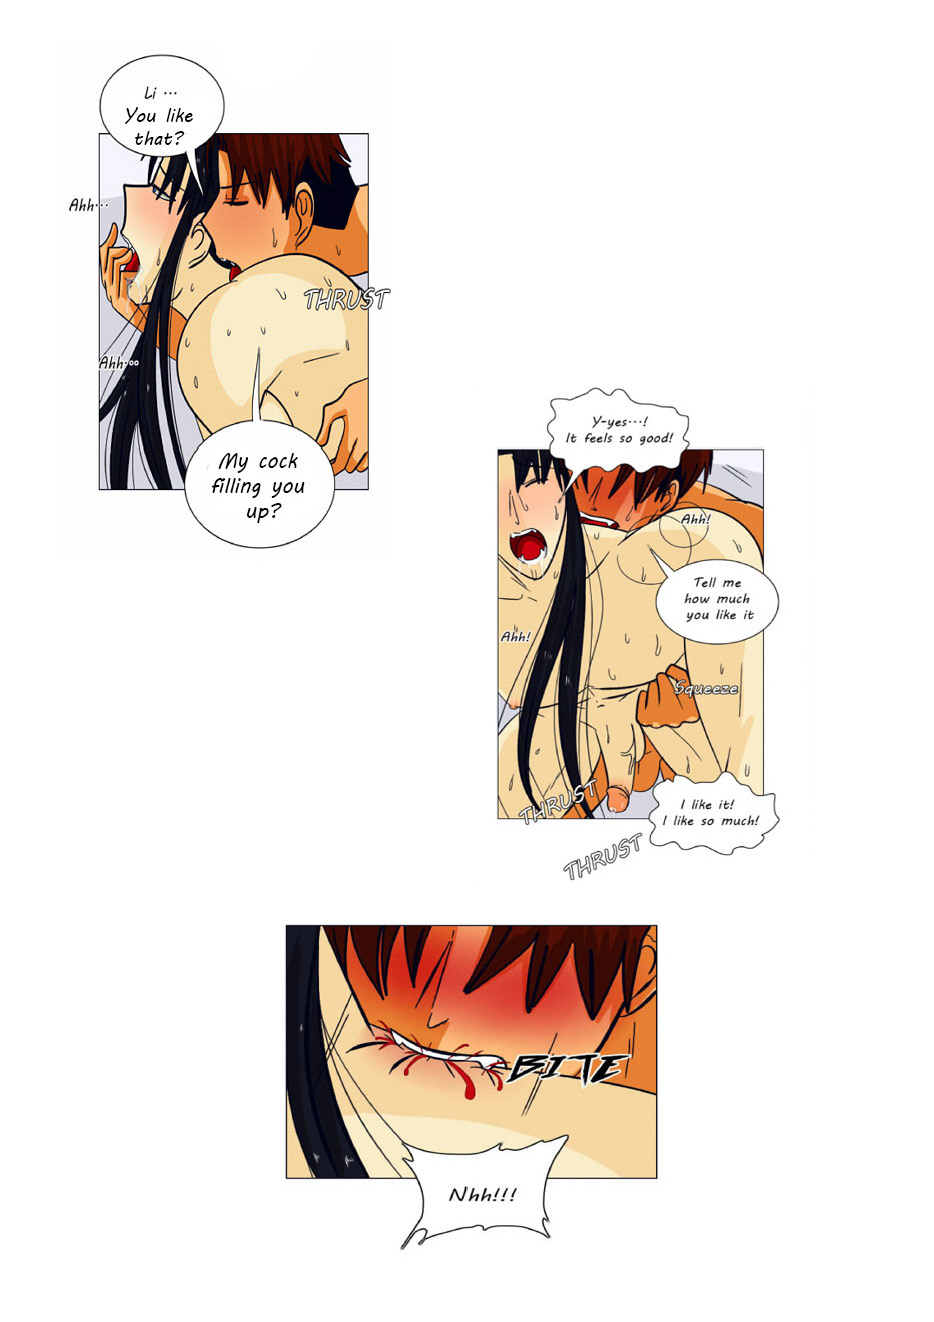 Li ...
You like
that?
Ahh...
THRUST
Ahh...
My cock
filling you
up?
Y-yes...!
It feels so good!
Ahh!
Tell me
how much
you like it
Ahh!
Squeeze
I like it!
I like so much!
THRUST
THRUST
BITE
Nhh!!!